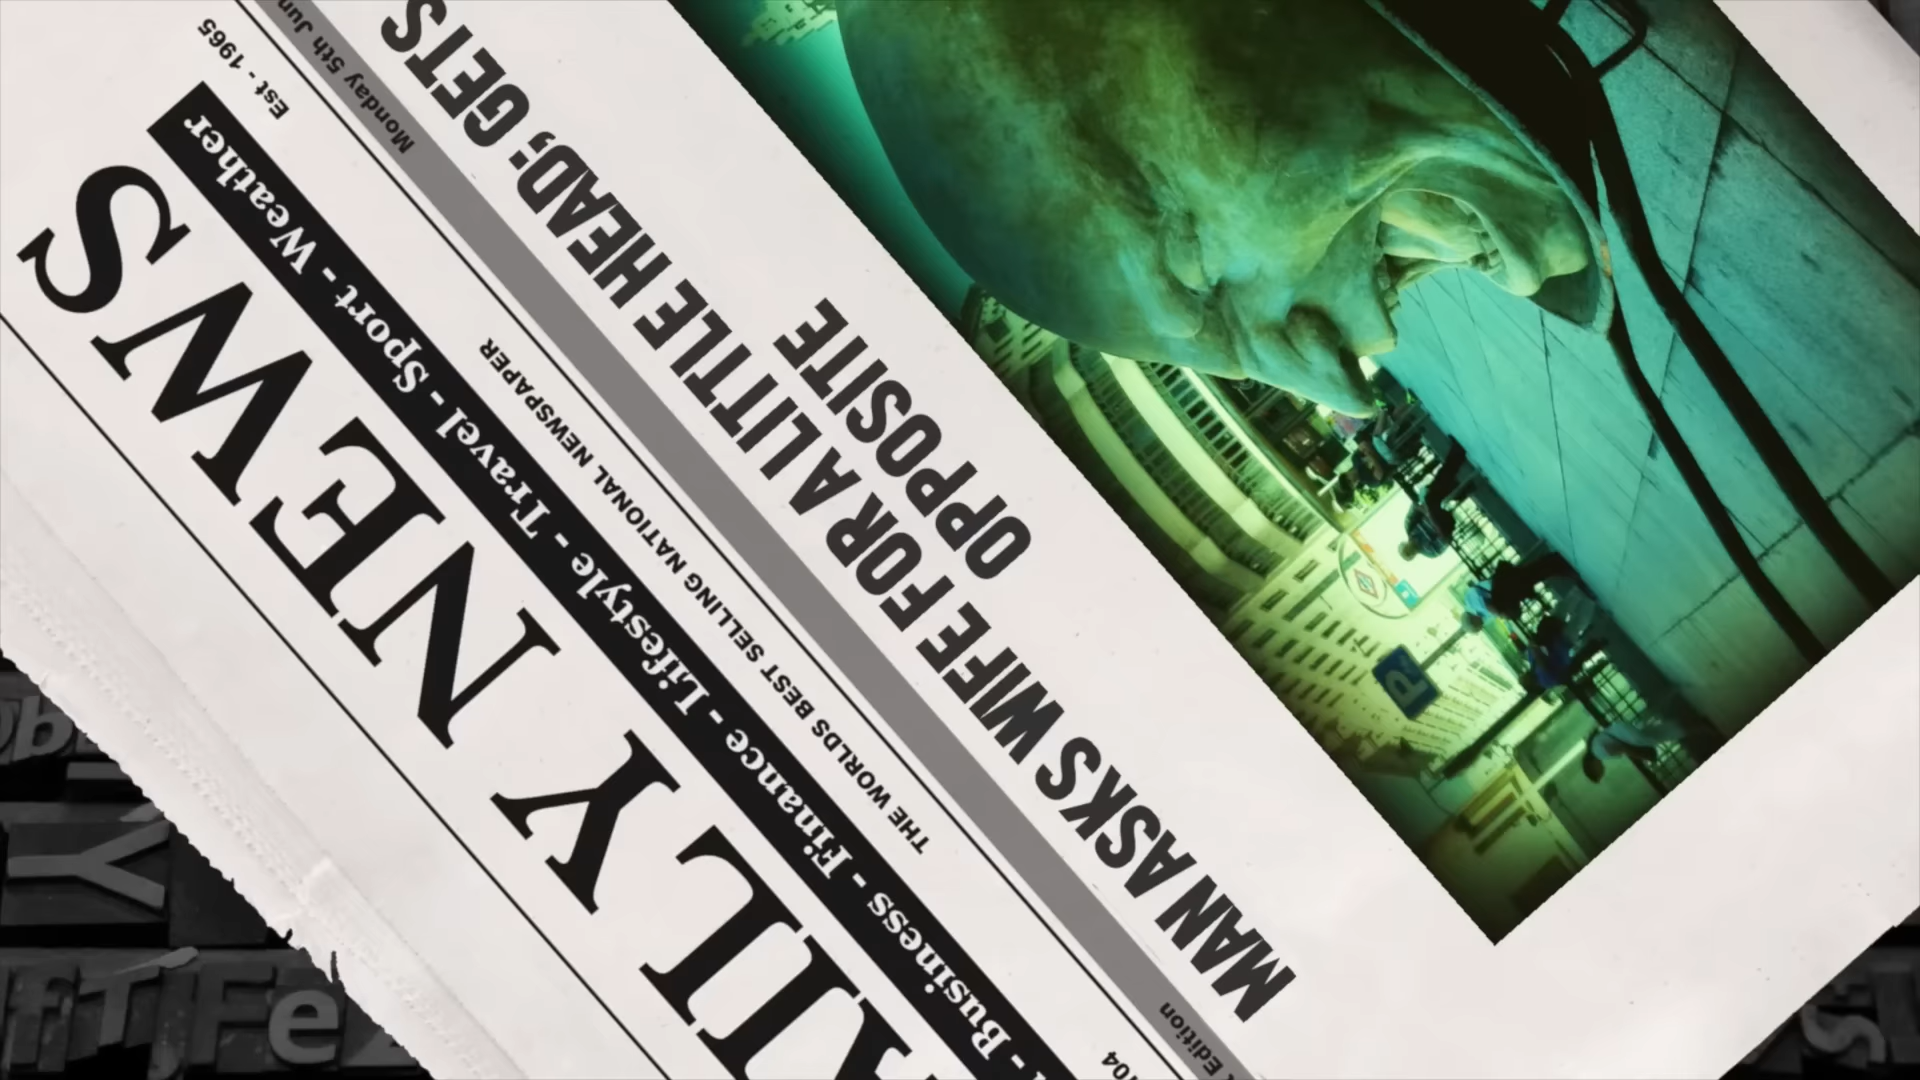 AILY NEWS
- Business - Finance - Lifestyle - Travel - Sport - Weather
THE WORLDS BEST SELLING NATIONAL NEWSPAPER
Est - 1965
Edition
Monday 5th Jun
MAN ASKS WIFE FOR A LITTLE HEAD; GETS
OPPOSITE